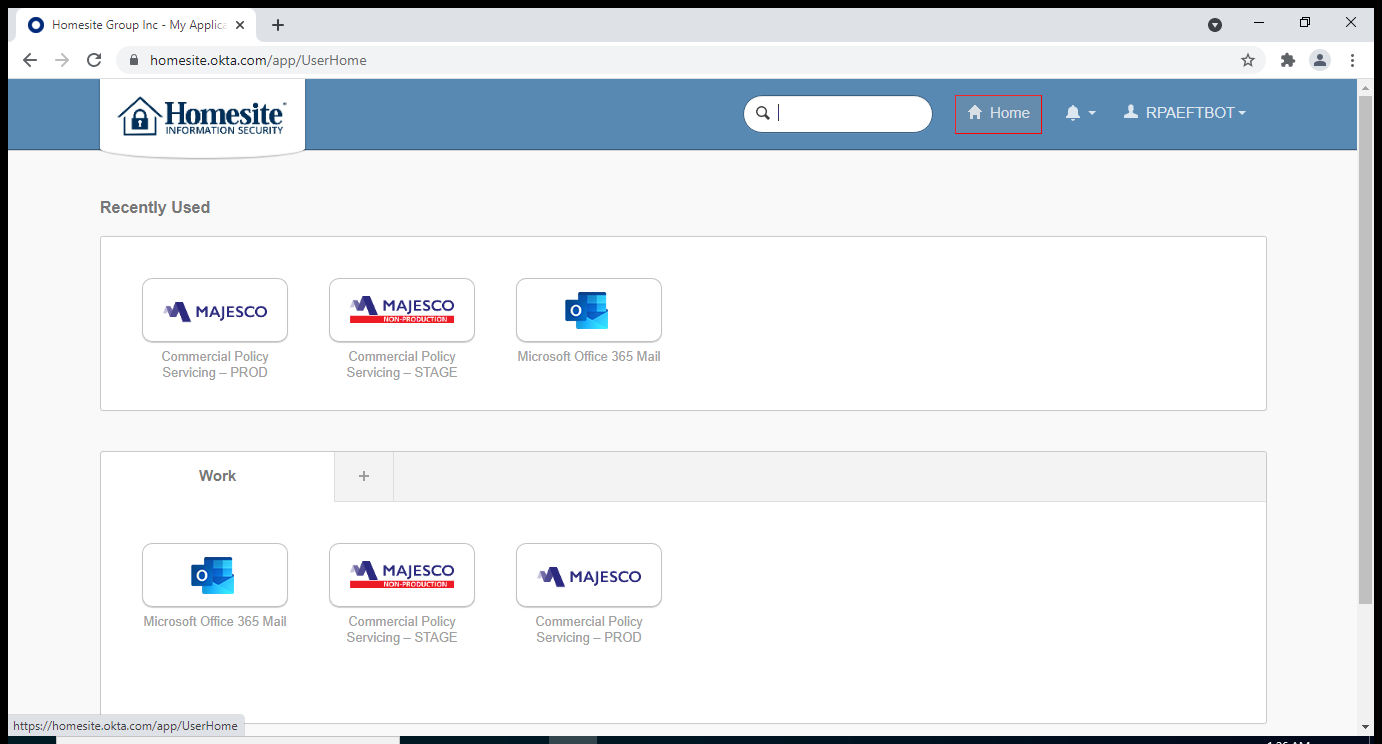 Homesite Group Inc - My Applica
homesite.okta.com/app/UserHome
Homesite
INFORMATION SECURITY
Home
RPAEFTBOT
Recently Used
MAJESCO
MAJESCO
NON-PRODUCTION
Commercial Policy
Servicing – PROD
Commercial Policy
Servicing – STAGE
Microsoft Office 365 Mail
Work
+
MAJESCO
NON-PRODUCTION
MAJESCO
Microsoft Office 365 Mail
Commercial Policy
Servicing – STAGE
Commercial Policy
Servicing – PROD
https://homesite.okta.com/app/UserHome